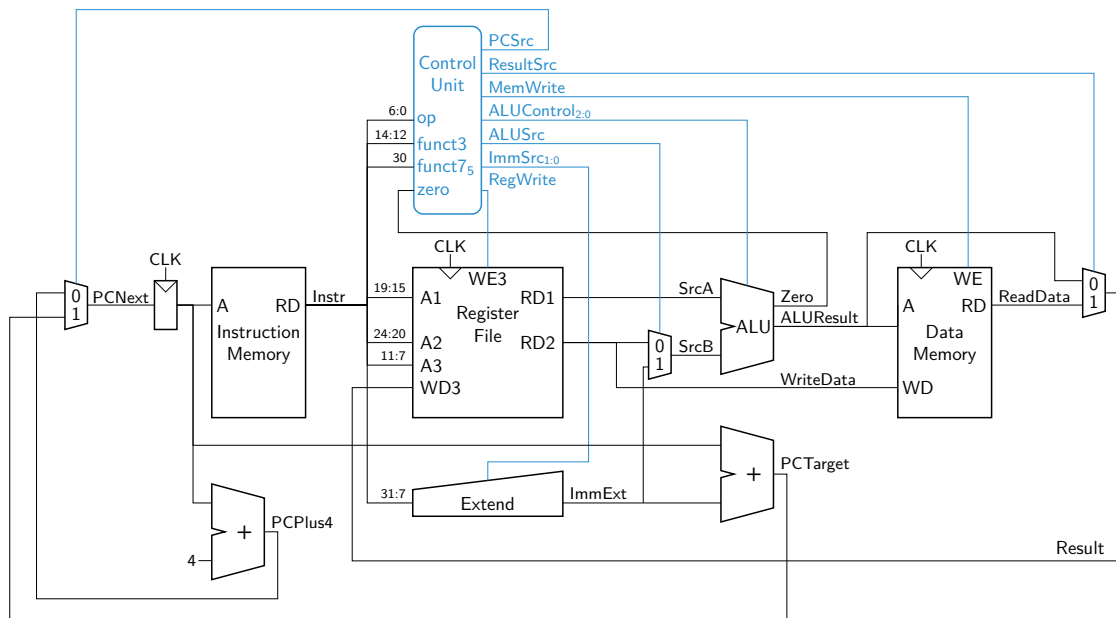 PCSrc
Control
Unit
ResultSrc
MemWrite
6:0
op
ALUControl2:0
14:12
funct3
ALUSrc
30
funct75
ImmSrc1:0
zero
RegWrite
CLK
CLK
CLK
0
1
PCNext
A
RD
Instruction
Memory
Instr
19:15
A1
WE3
RD1
Register
File
24:20
A2
RD2
11:7
A3
WD3
SrcA
0
1
SrcB
ALU
Zero
ALUResult
WriteData
A
WE
RD
Data
Memory
WD
ReadData
0
1
31:7
Extend
ImmExt
+
PCTarget
+
PCPlus4
4
Result